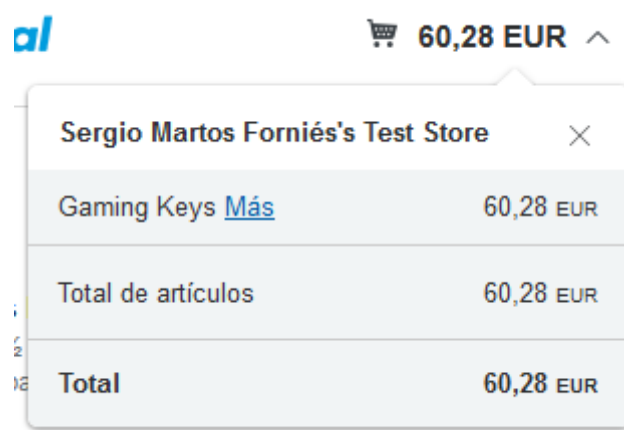 al 60,28 EUR
Sergio Martos Forniés's Test Store
Gaming Keys Más 60,28 EUR
Total de artículos 60,28 EUR
Total 60,28 EUR